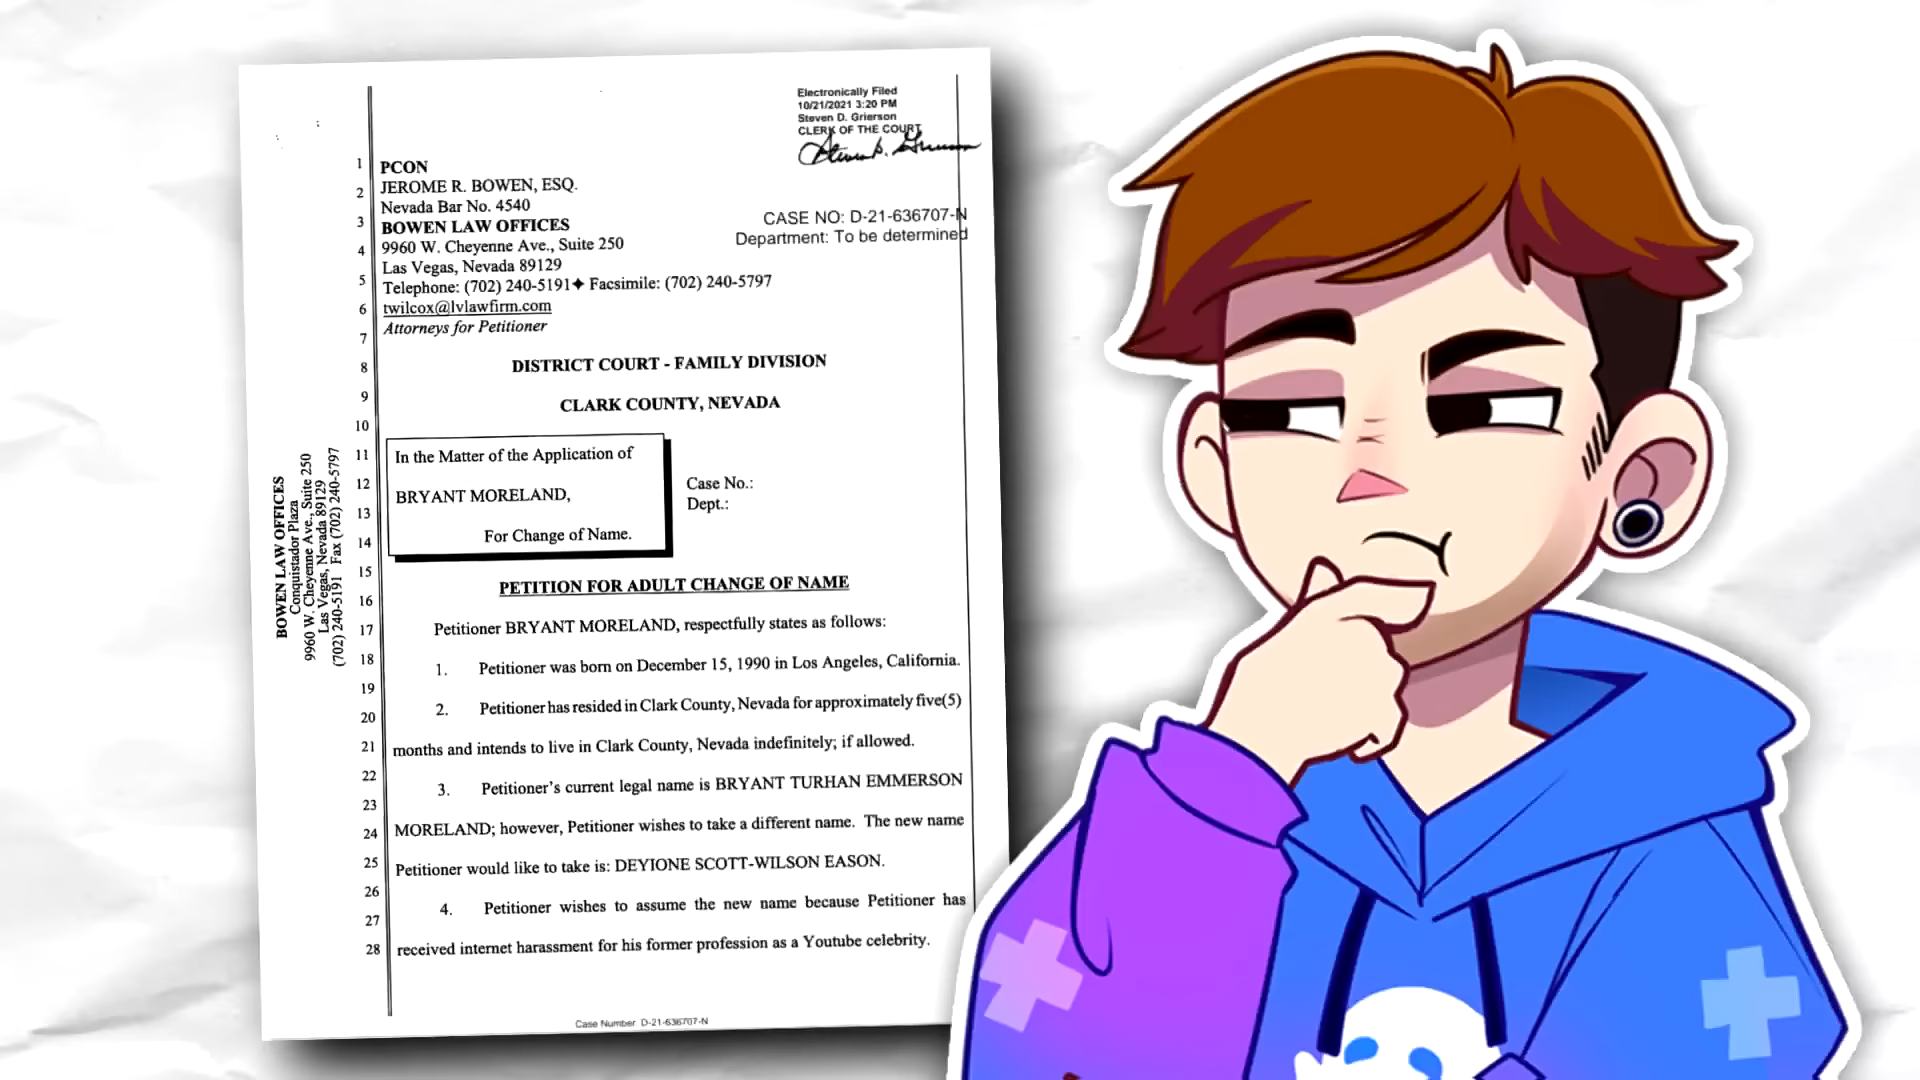 Electronically Filed
10/21/2021 3:20 PM
Steven D. Grierson
CLERK OF THE COURT
Steven D. Grierson
CASE NO: D-21-636707-N
Department: To be determined
1 PCON
2 JEROME R. BOWEN, ESQ.
Nevada Bar No. 4540
3 BOWEN LAW OFFICES
4 9960 W. Cheyenne Ave., Suite 250
Las Vegas, Nevada 89129
5 Telephone: (702) 240-5191✦ Facsimile: (702) 240-5797
6 twilcox@lvlawfirm.com
7 Attorneys for Petitioner
8 DISTRICT COURT - FAMILY DIVISION
9 CLARK COUNTY, NEVADA
10
11 In the Matter of the Application of
12 BRYANT MORELAND,
13
14 For Change of Name.
Case No.:
Dept.:
15 PETITION FOR ADULT CHANGE OF NAME
16
17 Petitioner BRYANT MORELAND, respectfully states as follows:
18 1. Petitioner was born on December 15, 1990 in Los Angeles, California.
19
20 2. Petitioner has resided in Clark County, Nevada for approximately five(5)
21 months and intends to live in Clark County, Nevada indefinitely; if allowed.
22
23 3. Petitioner's current legal name is BRYANT TURHAN EMMERSON
24 MORELAND; however, Petitioner wishes to take a different name. The new name
25 Petitioner would like to take is: DEYIONE SCOTT-WILSON EASON.
26
27 4. Petitioner wishes to assume the new name because Petitioner has
28 received internet harassment for his former profession as a Youtube celebrity.
BOWEN LAW OFFICES
Conquistador Plaza
9960 W. Cheyenne Ave., Suite 250
Las Vegas, Nevada 89129
(702) 240-5191 Fax (702) 240-5797
Case Number: D-21-636707-N